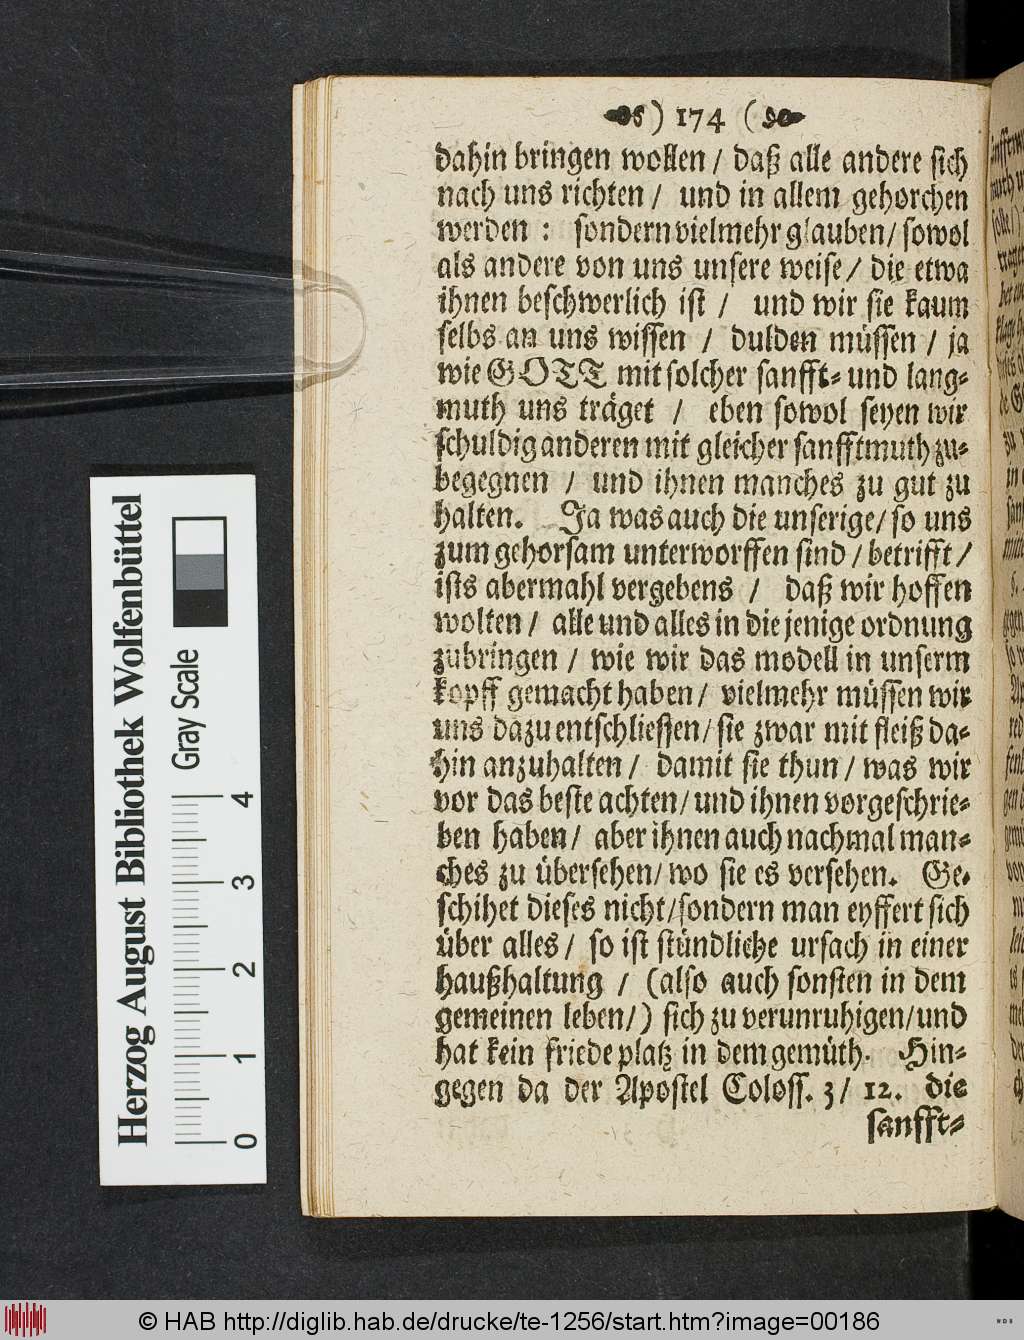 ) 174 (
dahin bringen wollen / daß alle andere sich
nach uns richten / und in allem gehorchen
werden : sondern vielmehr glauben / sowol
als andere von uns unsere weise / die etwa
ihnen beschwerlich ist / und wir sie kaum
selbs an uns wissen / dulden müssen / ja
wie GOTT mit solcher sanfft- und lang-
muth uns träget / eben sowol seyen wir
schuldig anderen mit gleicher sanfftmuth zu-
begegnen / und ihnen manches zu gut zu
halten. Ja was auch die unserige / so uns
zum gehorsam unterworffen sind / betrifft /
ists abermahl vergebens / daß wir hoffen
wolten / alle und alles in die jenige ordnung
zubringen / wie wir das modell in unserm
kopff gemacht haben / vielmehr müssen wir
uns dazu entschliessen / sie zwar mit fleiß da-
hin anzuhalten / damit sie thun / was wir
vor das beste achten / und ihnen vorgeschrie-
ben haben / aber ihnen auch nachmal man-
ches zu übersehen / wo sie es versehen. Ge-
schihet dieses nicht / sondern man eyffert sich
über alles / so ist stündliche ursach in einer
haußhaltung / (also auch sonsten in dem
gemeinen leben /) sich zu verunruhigen / und
hat kein friede platz in dem gemüth. Hin-
gegen da der Apostel Coloss. 3 / 12. die
sanfft-
Herzog August Bibliothek Wolfenbüttel
Gray Scale
0 1 2 3 4
© HAB http://diglib.hab.de/drucke/te-1256/start.htm?image=00186